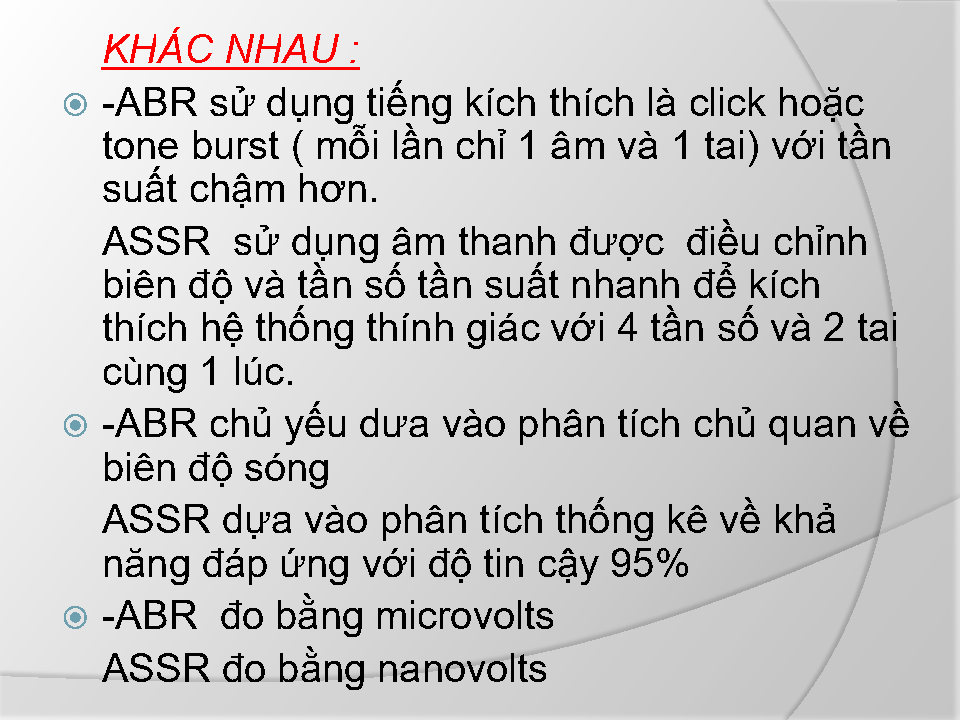 KHÁC NHAU :
-ABR sử dụng tiếng kích thích là click hoặc
tone burst ( mỗi lần chỉ 1 âm và 1 tai) với tần
suất chậm hơn.
ASSR sử dụng âm thanh được điều chỉnh
biên độ và tần số tần suất nhanh để kích
thích hệ thống thính giác với 4 tần số và 2 tai
cùng 1 lúc.
-ABR chủ yếu dưa vào phân tích chủ quan về
biên độ sóng
ASSR dựa vào phân tích thống kê về khả
năng đáp ứng với độ tin cậy 95%
-ABR đo bằng microvolts
ASSR đo bằng nanovolts